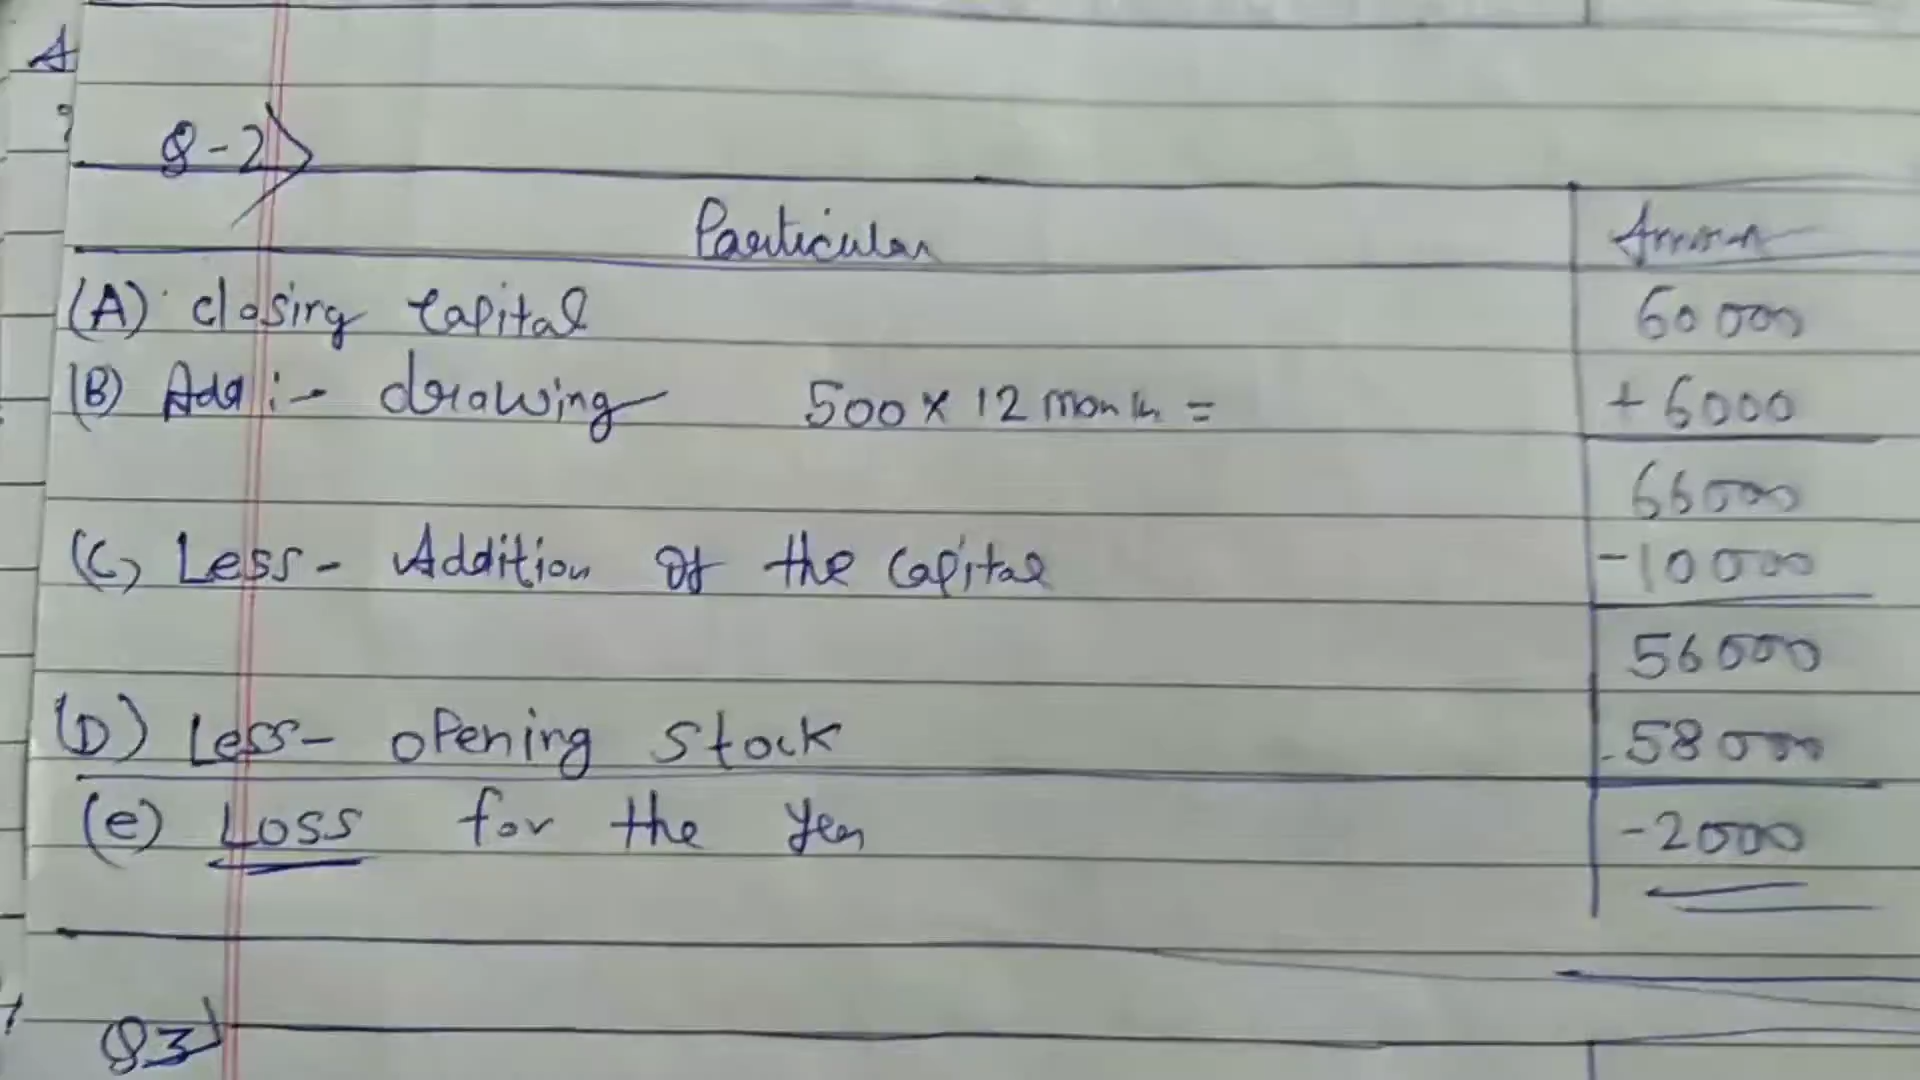 Q-2)
Particular
(A) closing capital 60000
(B) Add :- drawing 500 x 12 month = + 6000
66000
(C) Less - Addition of the capital -10000
56000
(D) Less - opening stock - 58000
(e) Loss for the year -2000
Q3)